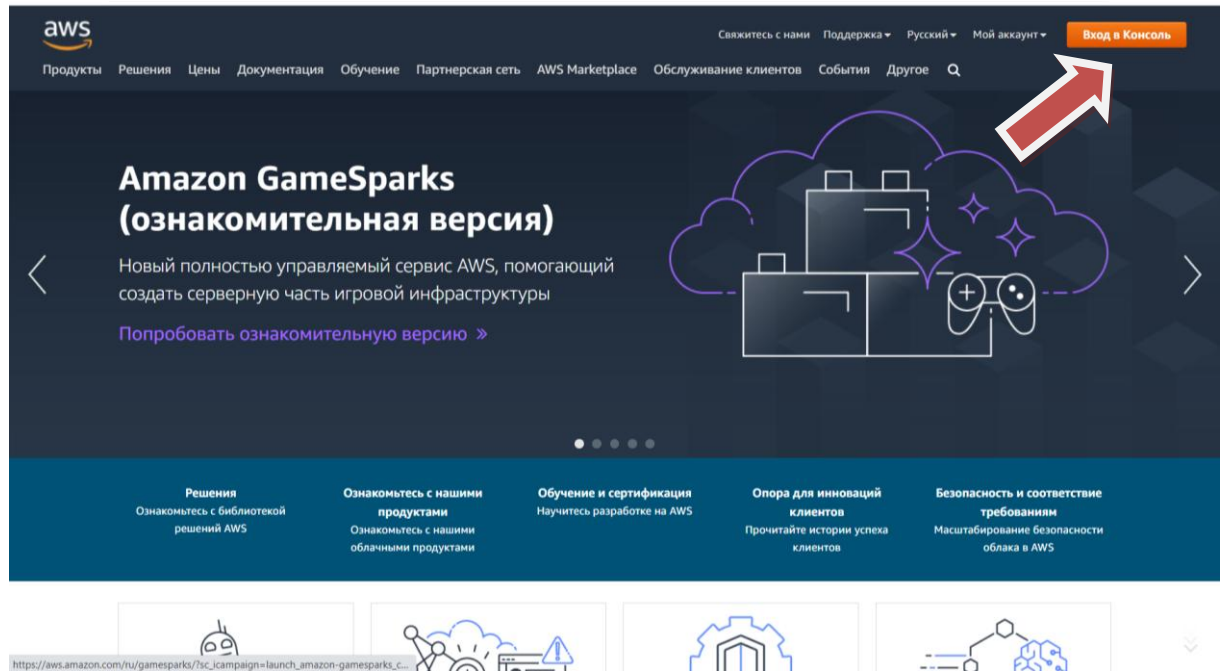 aws
Свяжитесь с нами Поддержка Русский Мой аккаунт Вход в Консоль
Продукты Решения Цены Документация Обучение Партнерская сеть AWS Marketplace Обслуживание клиентов События Другое
Amazon GameSparks
(ознакомительная версия)
Новый полностью управляемый сервис AWS, помогающий
создать серверную часть игровой инфраструктуры
Попробовать ознакомительную версию »
Решения
Ознакомьтесь с библиотекой
решений AWS
Ознакомьтесь с нашими
продуктами
Ознакомьтесь с нашими
облачными продуктами
Обучение и сертификация
Научитесь разработке на AWS
Опора для инноваций
клиентов
Прочитайте истории успеха
клиентов
Безопасность и соответствие
требованиям
Масштабирование безопасности
облака в AWS
https://aws.amazon.com/ru/gamesparks/?sc_icampaign=launch_amazon-gamesparks_c...